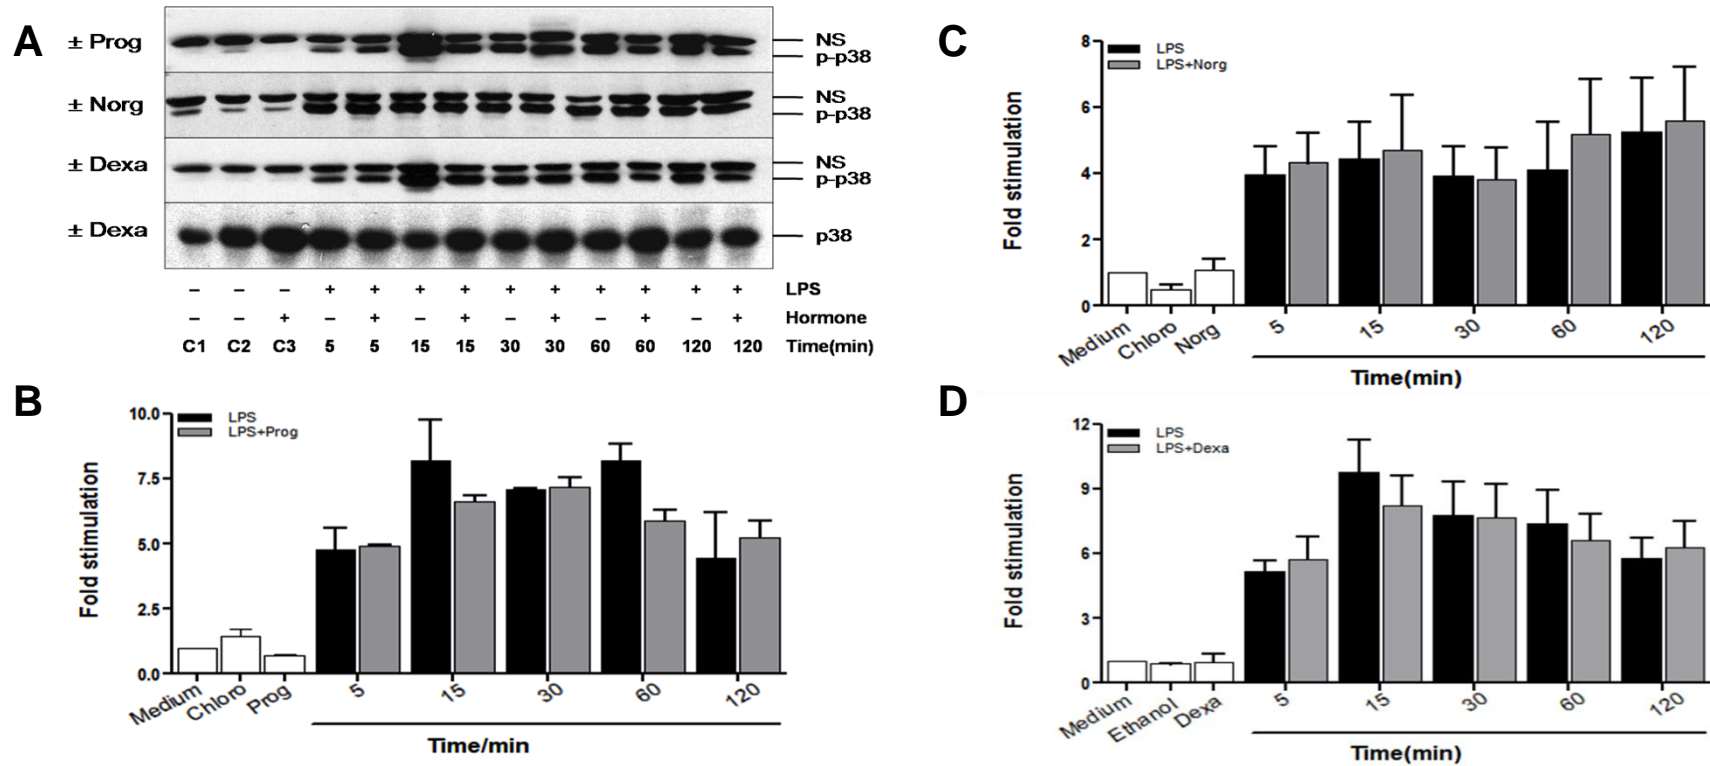 A
± Prog
NS
p-p38
± Norg
NS
p-p38
± Dexa
NS
p-p38
± Dexa
p38
– – – + + + + + + + + + + LPS
– – + – + – + – + – + – + Hormone
C1 C2 C3 5 5 15 15 30 30 60 60 120 120 Time(min)
B
LPS
LPS+Prog
Fold stimulation
10.0
7.5
5.0
2.5
0.0
Medium Chloro Prog 5 15 30 60 120
Time/min
C
LPS
LPS+Norg
Fold stimulation
8
6
4
2
0
Medium Chloro Norg 5 15 30 60 120
Time(min)
D
LPS
LPS+Dexa
Fold stimulation
12
9
6
3
0
Medium Ethanol Dexa 5 15 30 60 120
Time(min)